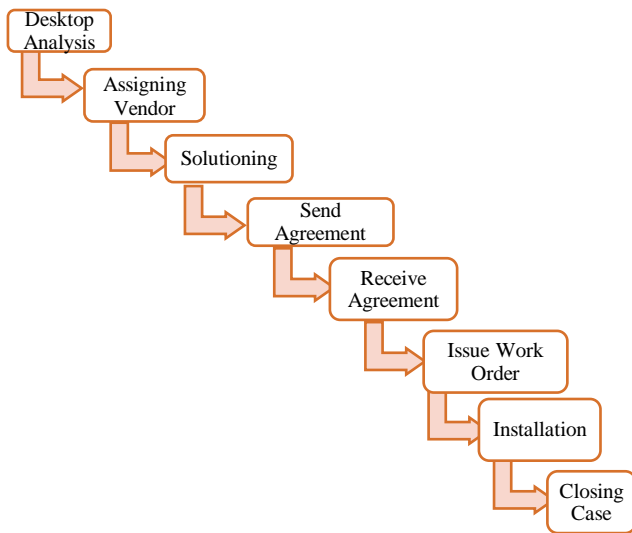 Desktop
Analysis
Assigning
Vendor
Solutioning
Send
Agreement
Receive
Agreement
Issue Work
Order
Installation
Closing
Case